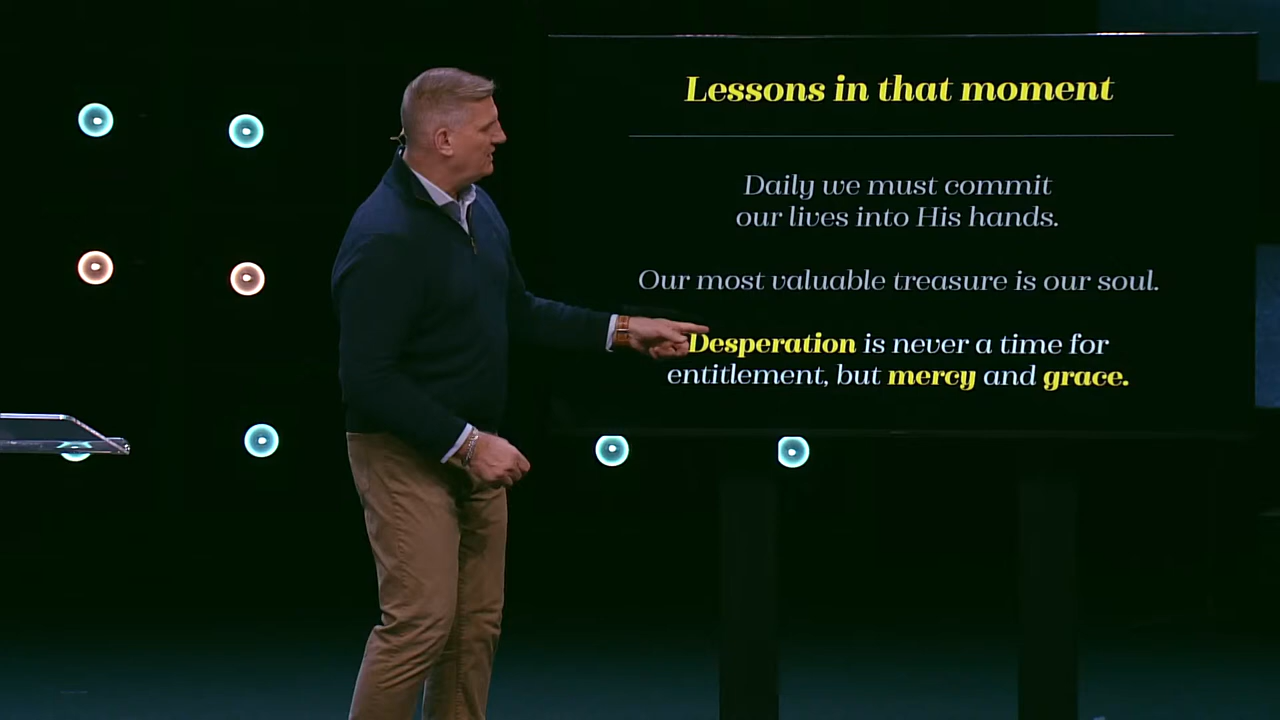 Lessons in that moment
Daily we must commit
our lives into His hands.
Our most valuable treasure is our soul.
Desperation is never a time for
entitlement, but mercy and grace.